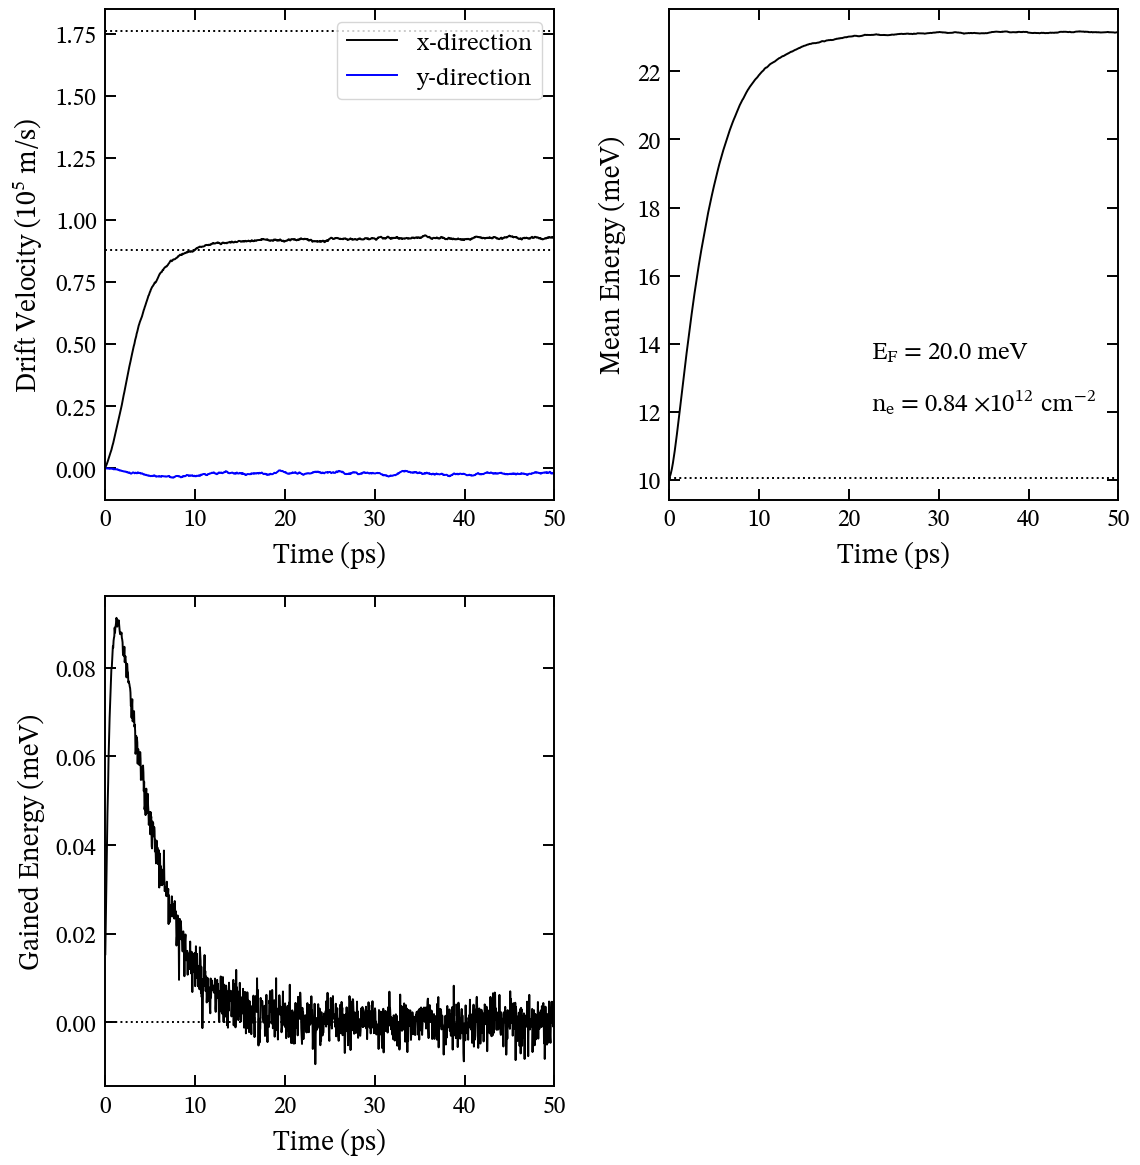 Drift Velocity (10⁵ m/s)
1.75
1.50
1.25
1.00
0.75
0.50
0.25
0.00
x-direction
y-direction
0 10 20 30 40 50
Time (ps)
Mean Energy (meV)
22
20
18
16
14
12
10
E_F = 20.0 meV
n_e = 0.84 ×10¹² cm⁻²
0 10 20 30 40 50
Time (ps)
Gained Energy (meV)
0.08
0.06
0.04
0.02
0.00
0 10 20 30 40 50
Time (ps)